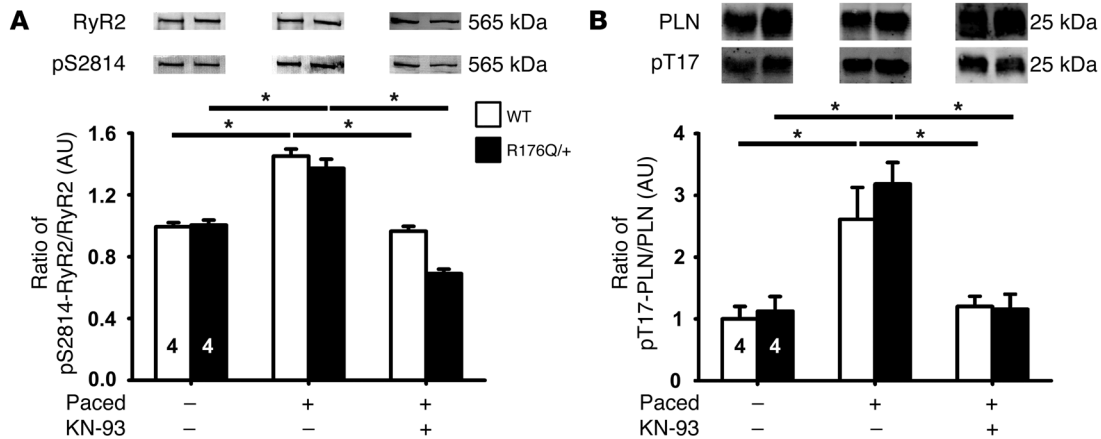 A
RyR2
565 kDa
pS2814
565 kDa
*
*
*
*
WT
R176Q/+
Ratio of
pS2814-RyR2/RyR2 (AU)
1.6
1.2
0.8
0.4
0.0
4
4
Paced
– + +
KN-93
– – +
B
PLN
25 kDa
pT17
25 kDa
*
*
*
*
Ratio of
pT17-PLN/PLN (AU)
4
3
2
1
0
4
4
Paced
– + +
KN-93
– – +